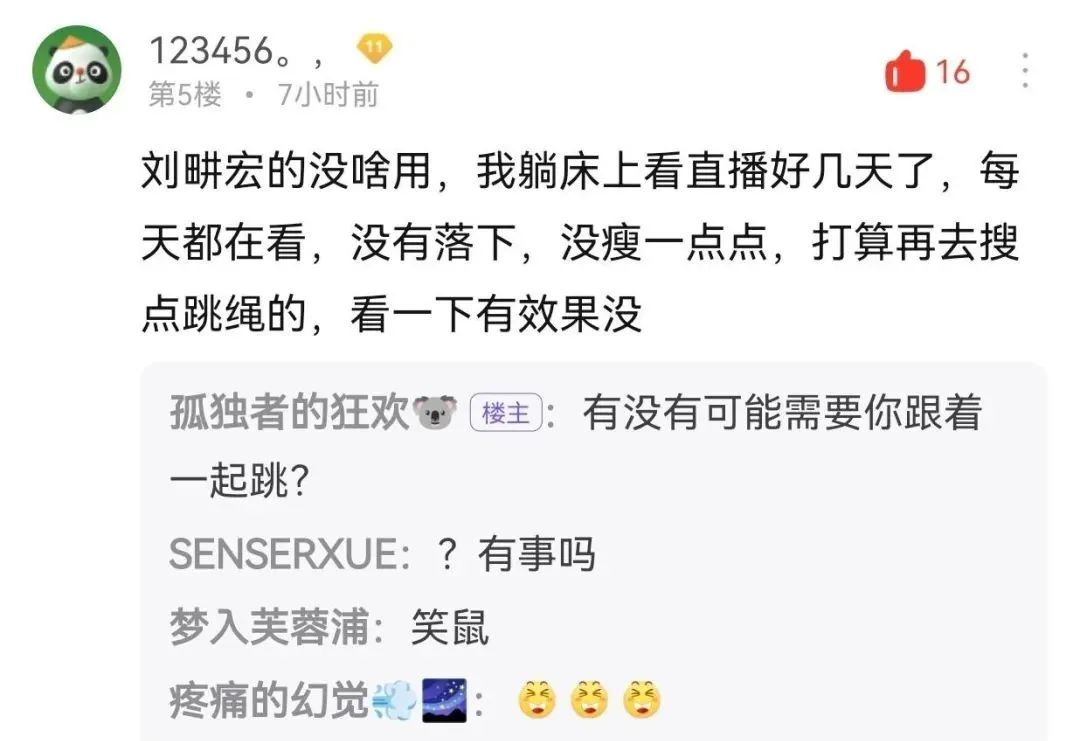 123456。， 11
第5楼 • 7小时前
16
刘畊宏的没啥用，我躺床上看直播好几天了，每
天都在看，没有落下，没瘦一点点，打算再去搜
点跳绳的，看一下有效果没
孤独者的狂欢🐨 楼主：有没有可能需要你跟着
一起跳？
SENSERXUE：？有事吗
梦入芙蓉浦：笑鼠
疼痛的幻觉💨🌌：😆😆😆